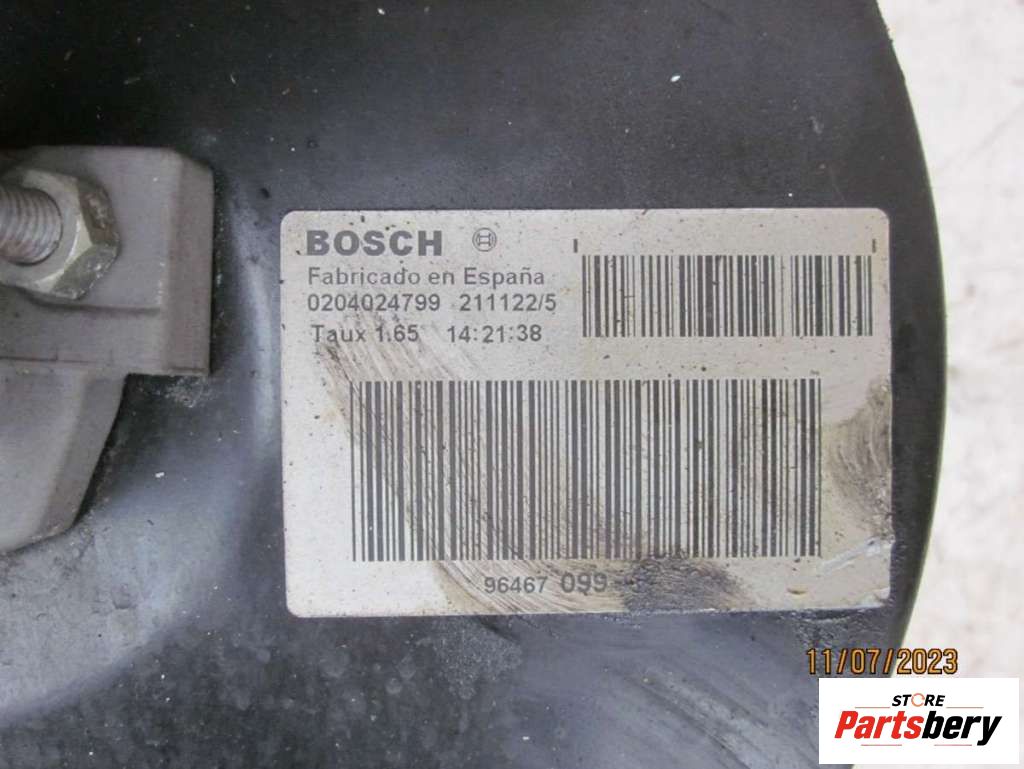 BOSCH
Fabricado en España
0204024799 211122/5
Taux 1.65 14:21:38
96467 099
11/07/2023
STORE
Partsbery